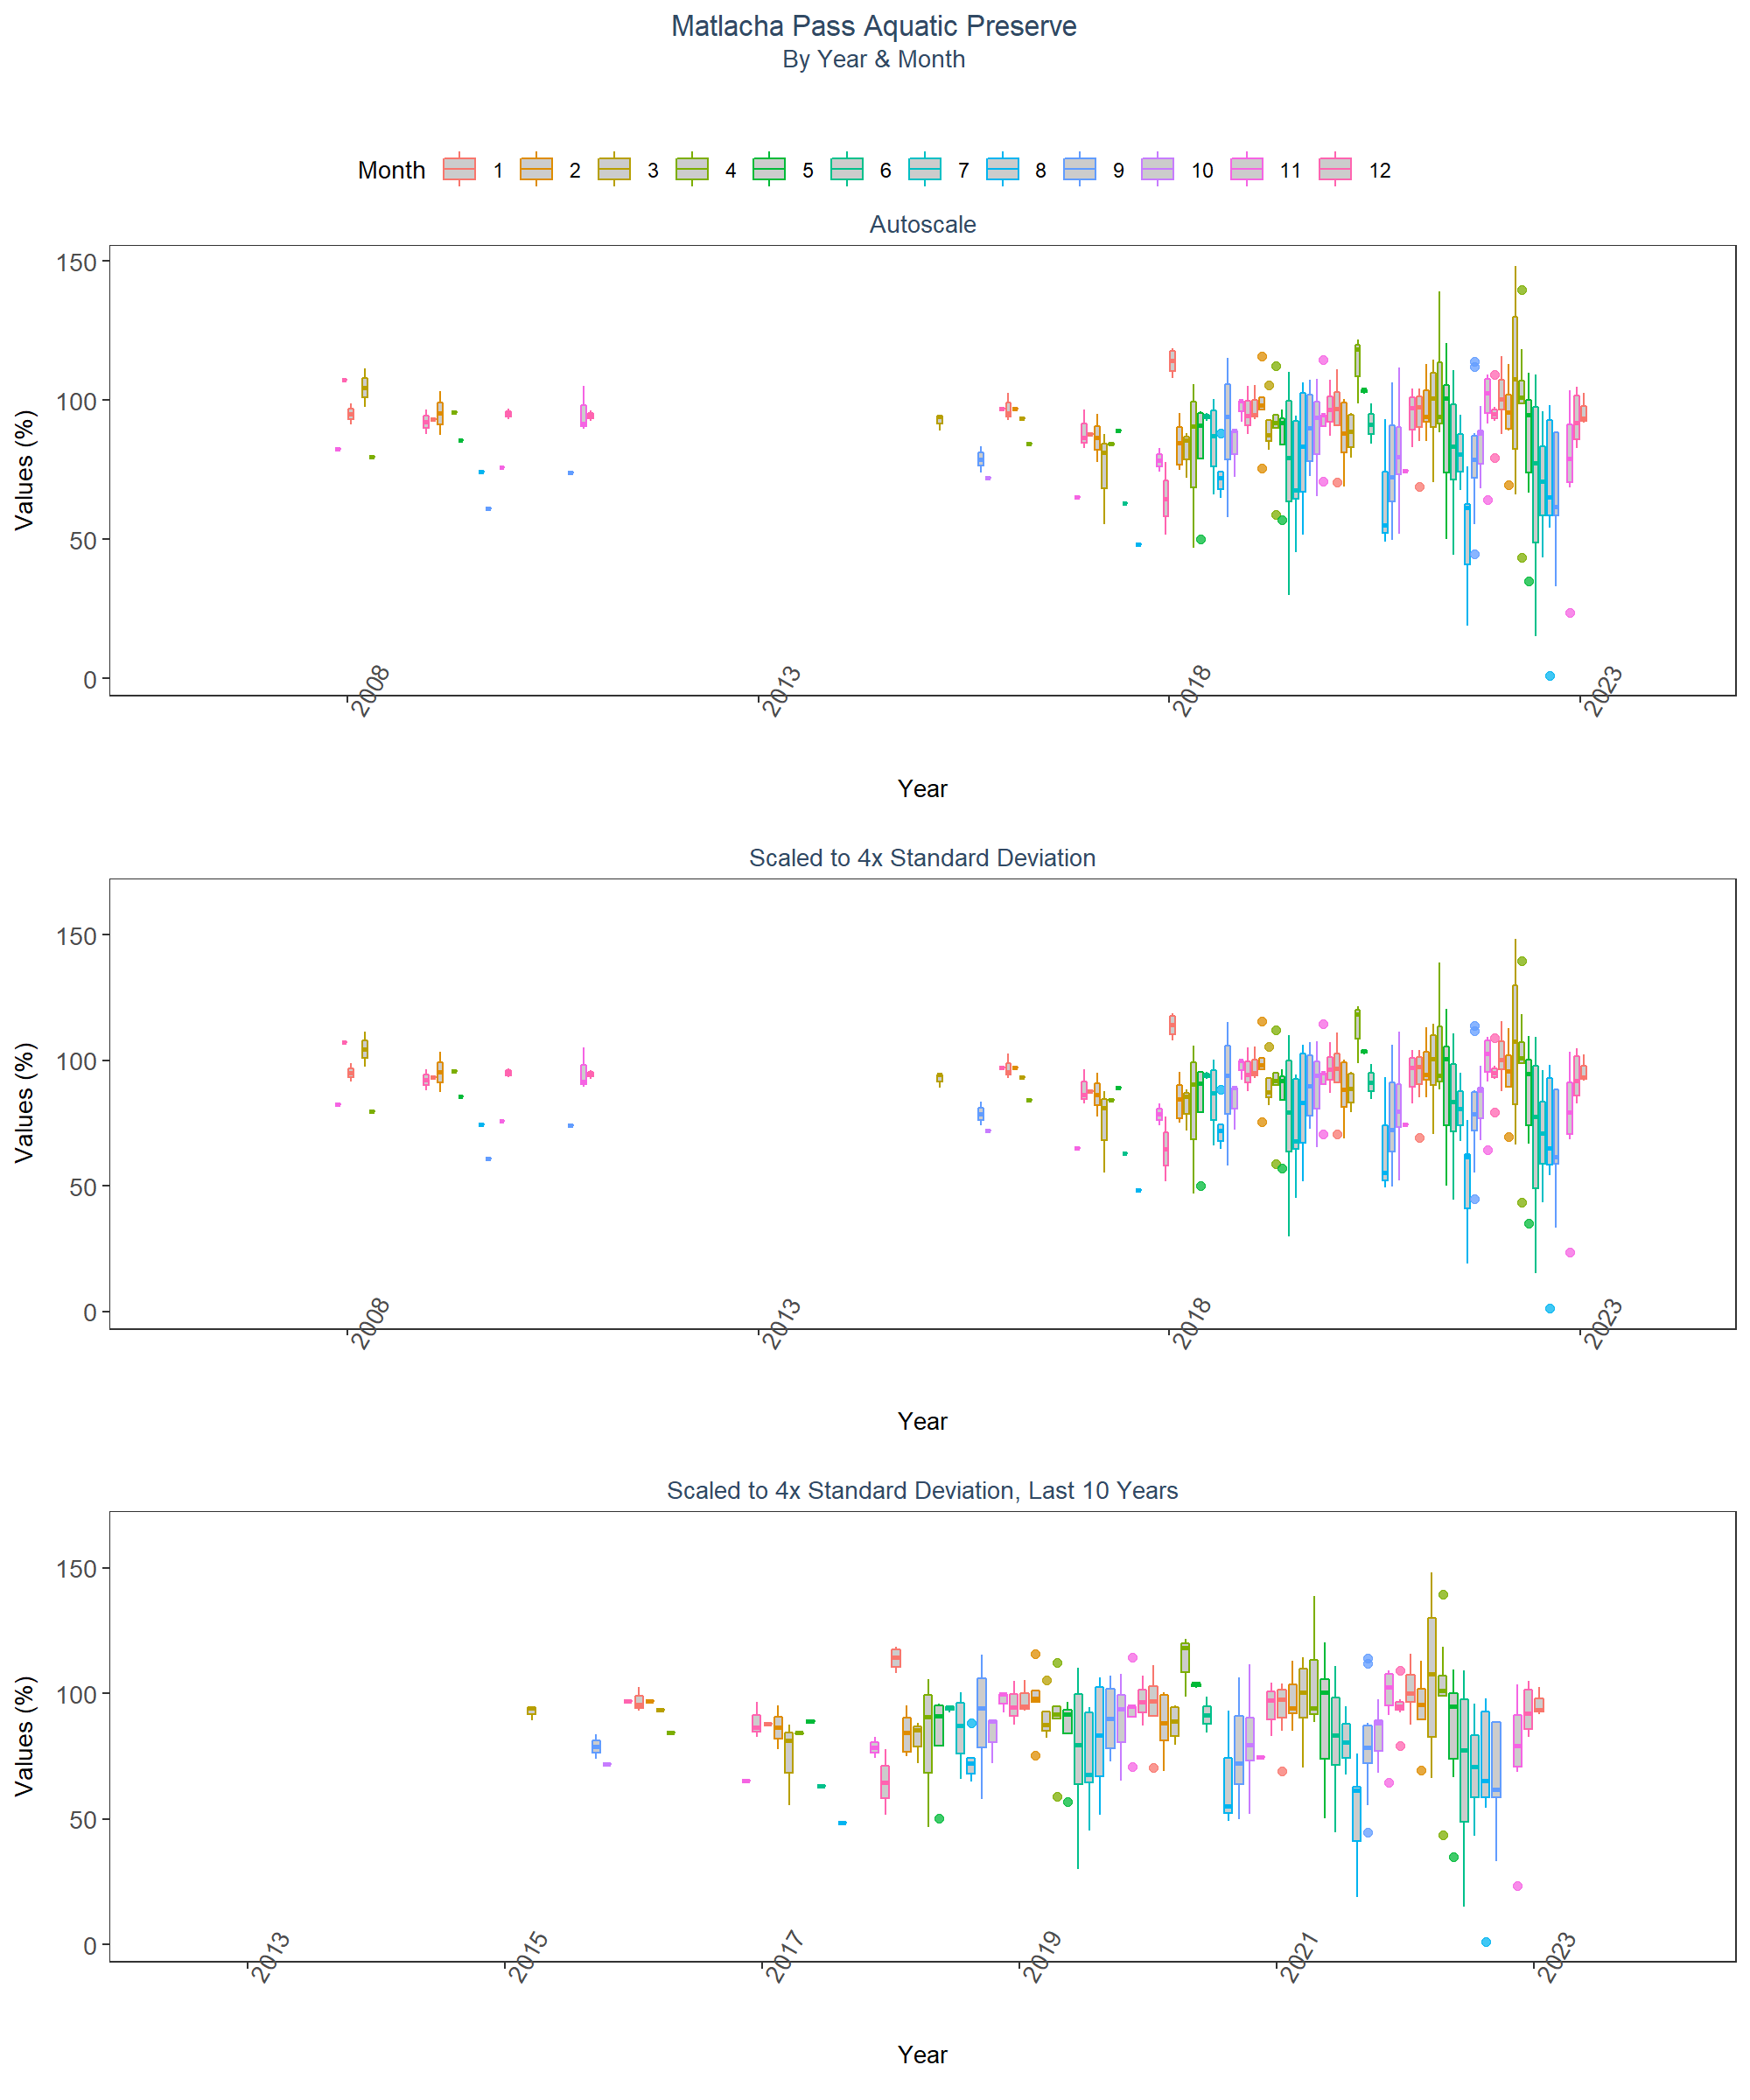 Matlacha Pass Aquatic Preserve
By Year & Month
Month 1 2 3 4 5 6 7 8 9 10 11 12
Autoscale
Values (%)
150
100
50
0
2008 2013 2018 2023
Year
Scaled to 4x Standard Deviation
Values (%)
150
100
50
0
2008 2013 2018 2023
Year
Scaled to 4x Standard Deviation, Last 10 Years
Values (%)
150
100
50
0
2013 2015 2017 2019 2021 2023
Year